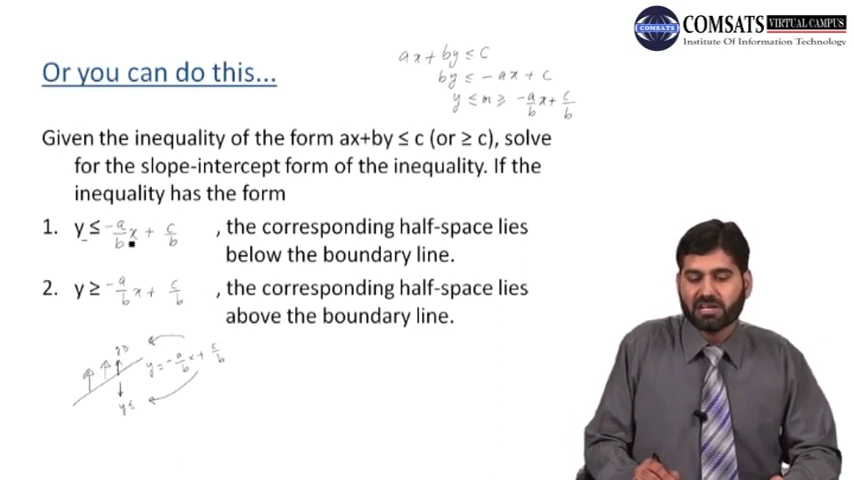 COMSATS VIRTUAL CAMPUS
COMSATS
Institute Of Information Technology
ax + by ≤ c
by ≤ -ax + c
y ≤ or ≥ -a/b x + c/b
Or you can do this...
Given the inequality of the form ax+by ≤ c (or ≥ c), solve
for the slope-intercept form of the inequality. If the
inequality has the form
1. y ≤ -a/b x + c/b , the corresponding half-space lies
below the boundary line.
2. y ≥ -a/b x + c/b , the corresponding half-space lies
above the boundary line.
y≥
y = -a/b x + c/b
y≤